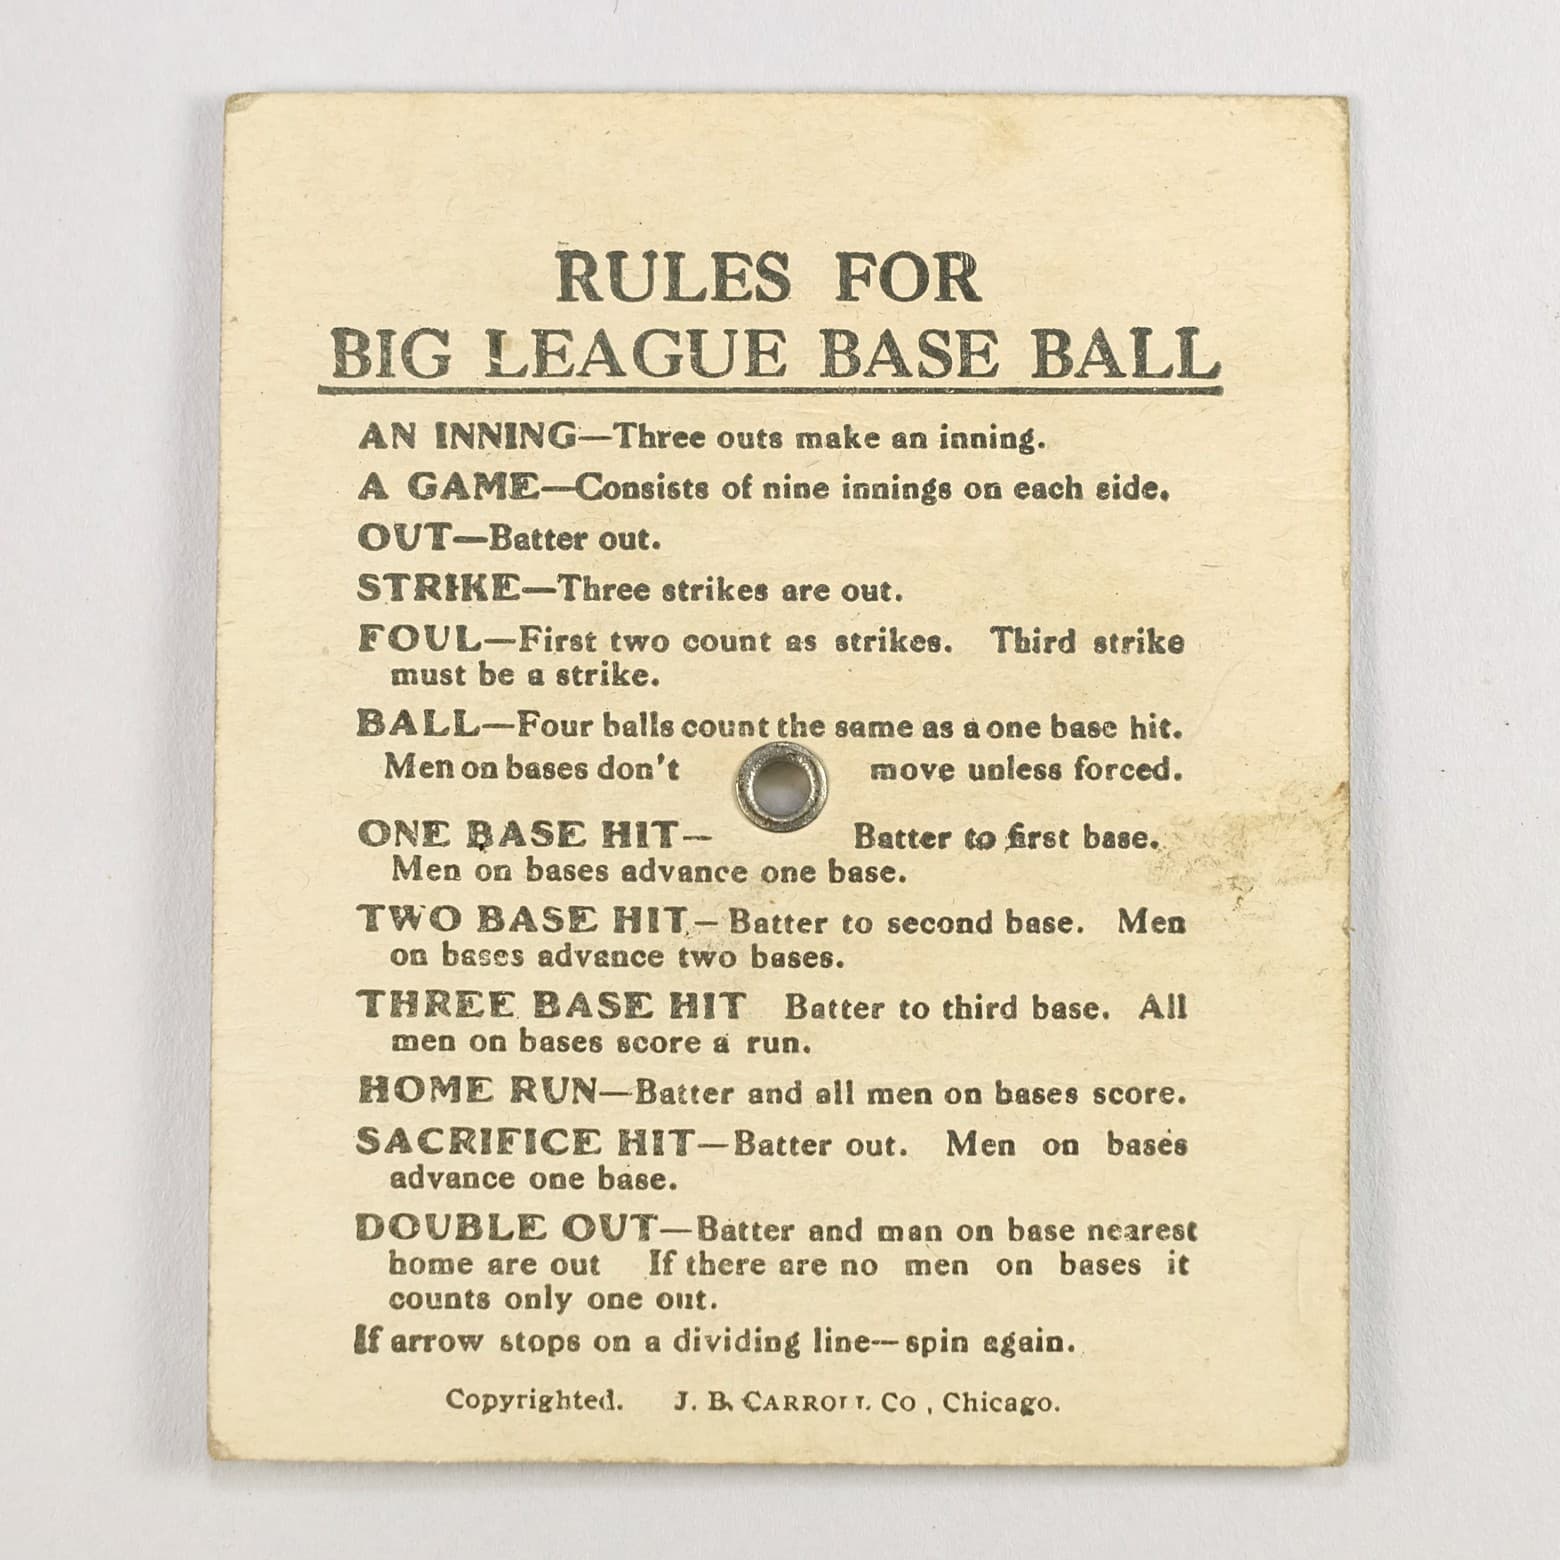 RULES FOR
BIG LEAGUE BASE BALL
AN INNING—Three outs make an inning.
A GAME—Consists of nine innings on each side.
OUT—Batter out.
STRIKE—Three strikes are out.
FOUL—First two count as strikes. Third strike
must be a strike.
BALL—Four balls count the same as a one base hit.
Men on bases don't move unless forced.
ONE BASE HIT— Batter to first base.
Men on bases advance one base.
TWO BASE HIT—Batter to second base. Men
on bases advance two bases.
THREE BASE HIT Batter to third base. All
men on bases score a run.
HOME RUN—Batter and all men on bases score.
SACRIFICE HIT—Batter out. Men on bases
advance one base.
DOUBLE OUT—Batter and man on base nearest
home are out If there are no men on bases it
counts only one out.
If arrow stops on a dividing line—spin again.
Copyrighted. J. B. CARROLL CO , Chicago.